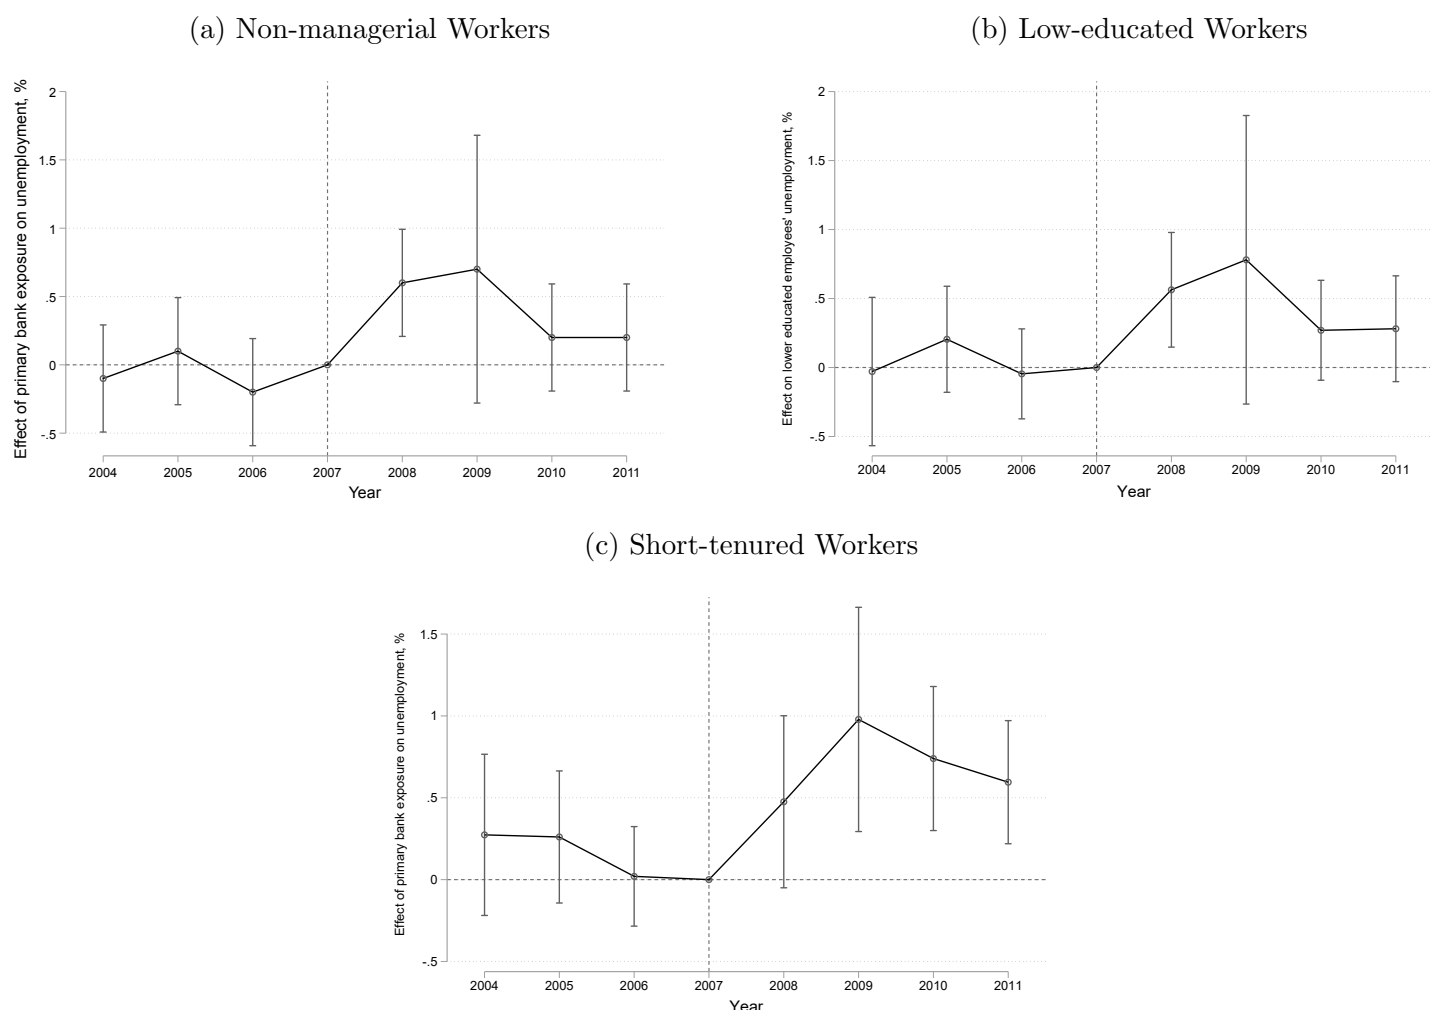 (a) Non-managerial Workers
Effect of primary bank exposure on unemployment, %
2
1.5
1
.5
0
-.5
2004 2005 2006 2007 2008 2009 2010 2011
Year
(b) Low-educated Workers
Effect on lower educated employees' unemployment, %
2
1.5
1
.5
0
-.5
2004 2005 2006 2007 2008 2009 2010 2011
Year
(c) Short-tenured Workers
Effect of primary bank exposure on unemployment, %
1.5
1
.5
0
-.5
2004 2005 2006 2007 2008 2009 2010 2011
Year